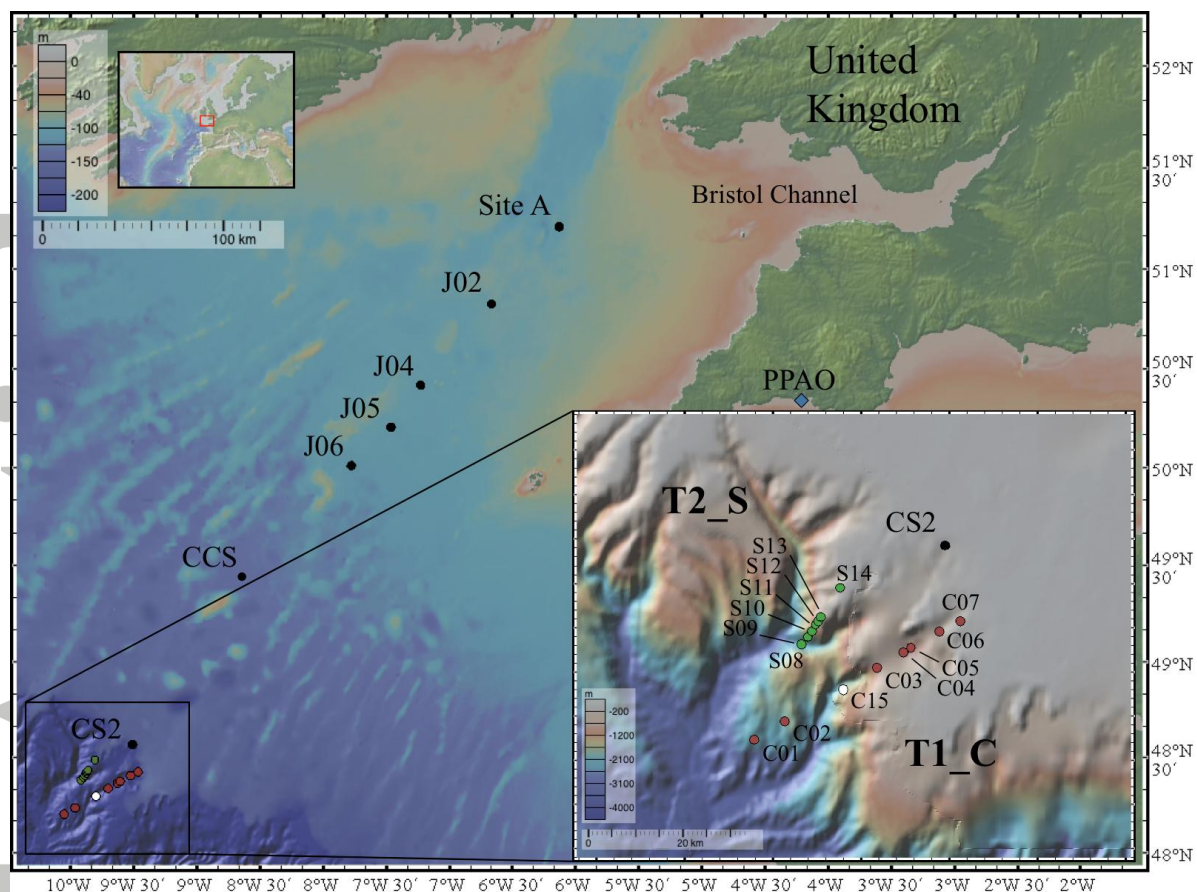 m
0
-40
-100
-150
-200
0 100 km
United
Kingdom
Bristol Channel
Site A
J02
J04
J05
J06
PPAO
CCS
CS2
T2_S
CS2
S13
S12
S11
S10
S09
S08
S14
C07
C06
C05
C04
C03
C15
C02
C01
T1_C
m
-200
-1200
-2100
-3100
-4000
0 20 km
52°N
51°N
30´
51°N
50°N
30´
50°N
49°N
30´
49°N
48°N
30´
48°N
10°W 9°W 30´ 9°W 8°W 30´ 8°W 7°W 30´ 7°W 6°W 30´ 6°W 5°W 30´ 5°W 4°W 30´ 4°W 3°W 30´ 3°W 2°W 30´ 2°W